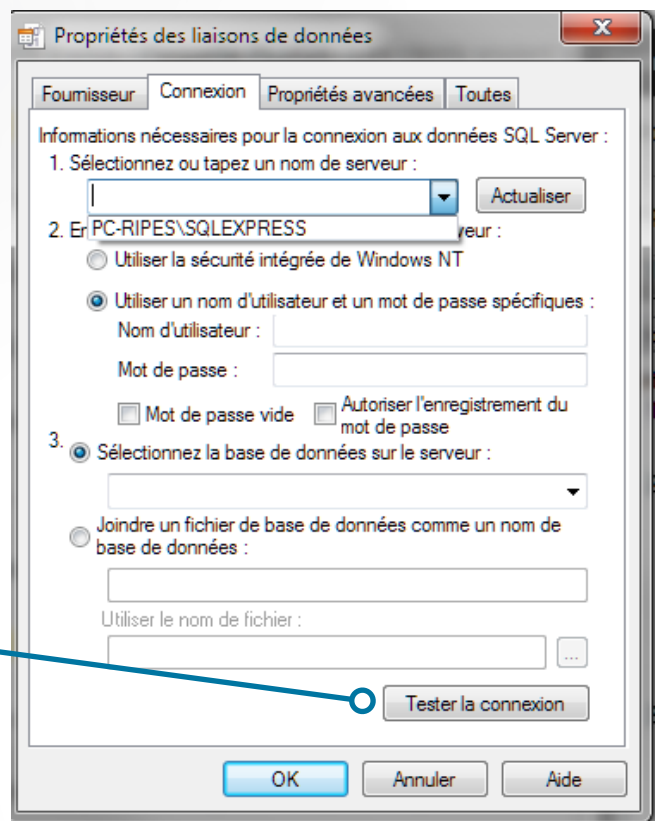 Propriétés des liaisons de données
Fournisseur Connexion Propriétés avancées Toutes
Informations nécessaires pour la connexion aux données SQL Server :
1. Sélectionnez ou tapez un nom de serveur :
Actualiser
PC-RIPES\SQLEXPRESS
2. Er
veur :
Utiliser la sécurité intégrée de Windows NT
Utiliser un nom d'utilisateur et un mot de passe spécifiques :
Nom d'utilisateur :
Mot de passe :
Mot de passe vide
Autoriser l'enregistrement du
mot de passe
3. Sélectionnez la base de données sur le serveur :
Joindre un fichier de base de données comme un nom de
base de données :
Utiliser le nom de fichier :
...
Tester la connexion
OK Annuler Aide